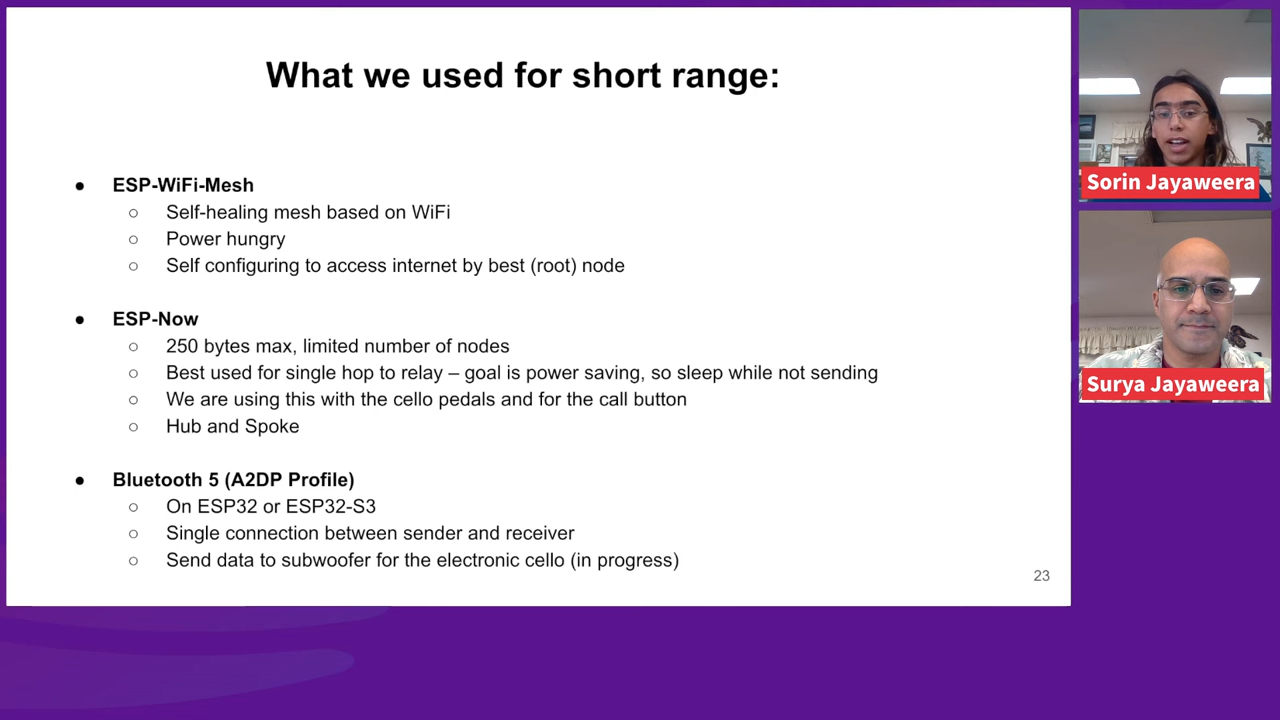 What we used for short range:
● ESP-WiFi-Mesh
○ Self-healing mesh based on WiFi
○ Power hungry
○ Self configuring to access internet by best (root) node
● ESP-Now
○ 250 bytes max, limited number of nodes
○ Best used for single hop to relay – goal is power saving, so sleep while not sending
○ We are using this with the cello pedals and for the call button
○ Hub and Spoke
● Bluetooth 5 (A2DP Profile)
○ On ESP32 or ESP32-S3
○ Single connection between sender and receiver
○ Send data to subwoofer for the electronic cello (in progress)
23
Sorin Jayaweera
Surya Jayaweera